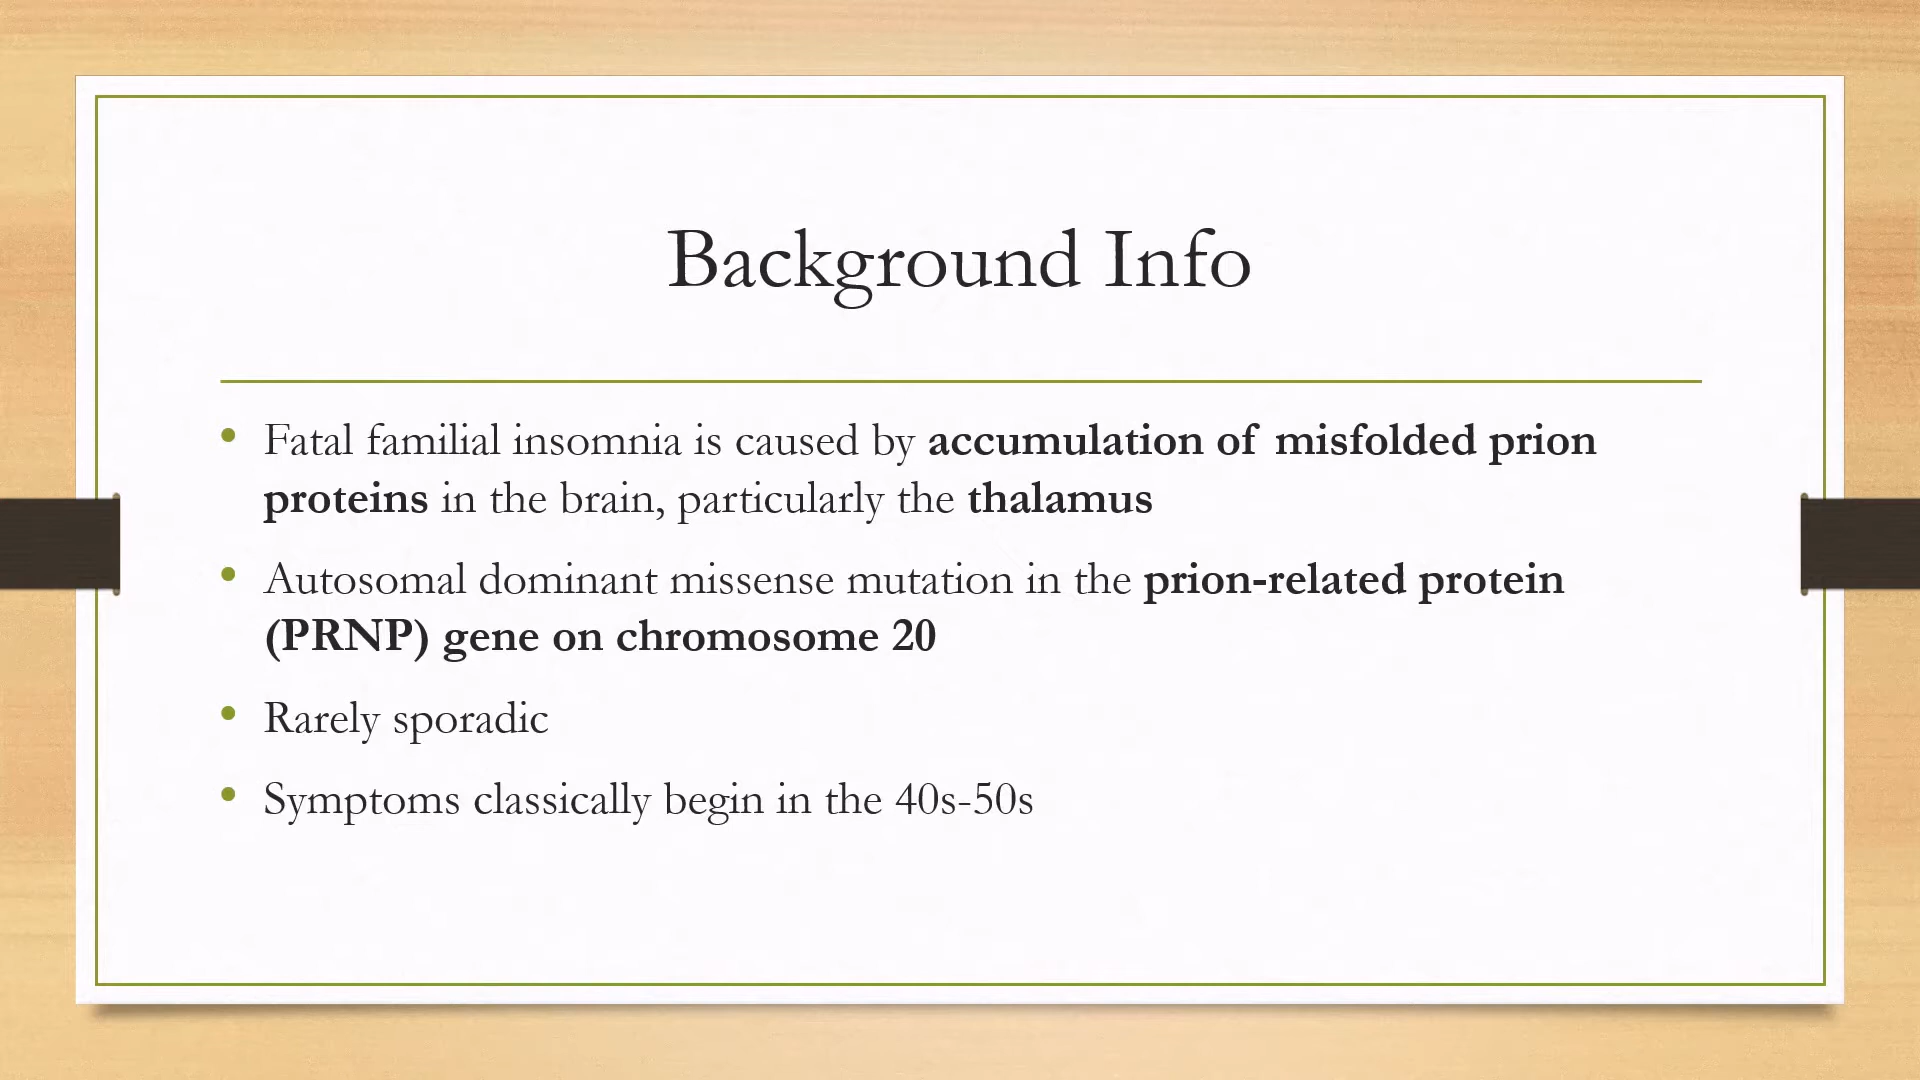 Background Info
• Fatal familial insomnia is caused by accumulation of misfolded prion
proteins in the brain, particularly the thalamus
• Autosomal dominant missense mutation in the prion-related protein
(PRNP) gene on chromosome 20
• Rarely sporadic
• Symptoms classically begin in the 40s-50s